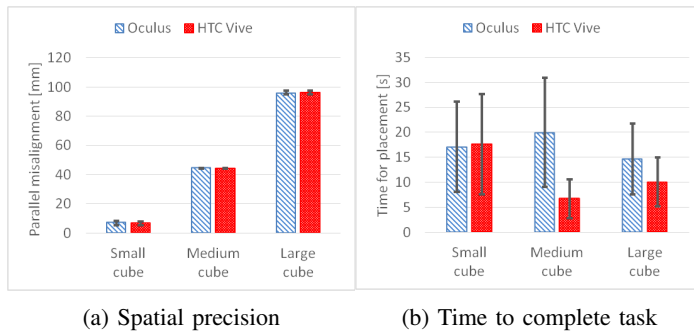 Oculus HTC Vive
Parallel misalignment [mm]
120
100
80
60
40
20
0
Small cube
Medium cube
Large cube
(a) Spatial precision
Oculus HTC Vive
Time for placement [s]
35
30
25
20
15
10
5
0
Small cube
Medium cube
Large cube
(b) Time to complete task